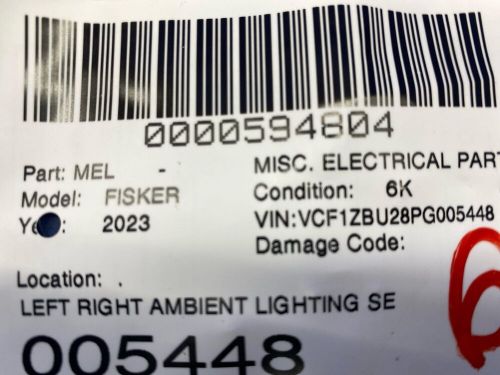 0000594804
Part: MEL - MISC. ELECTRICAL PART
Model: FISKER Condition: 6K
Year: 2023 VIN:VCF1ZBU28PG005448
Damage Code:
Location: .
LEFT RIGHT AMBIENT LIGHTING SE
005448
6